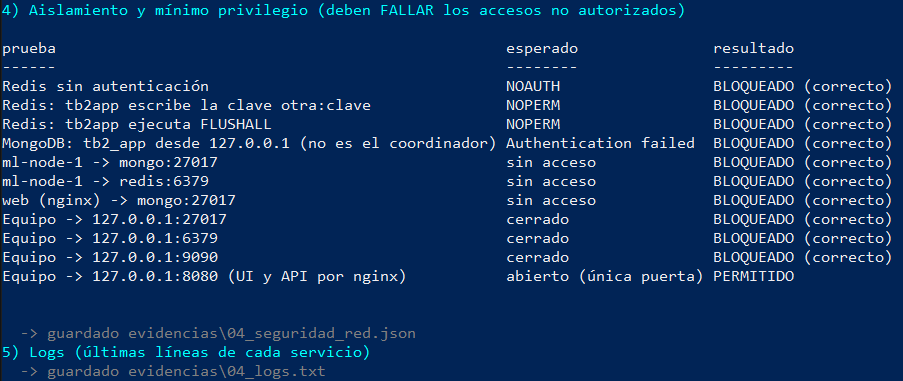 4) Aislamiento y mínimo privilegio (deben FALLAR los accesos no autorizados)
prueba esperado resultado
------ -------- ---------
Redis sin autenticación NOAUTH BLOQUEADO (correcto)
Redis: tb2app escribe la clave otra:clave NOPERM BLOQUEADO (correcto)
Redis: tb2app ejecuta FLUSHALL NOPERM BLOQUEADO (correcto)
MongoDB: tb2_app desde 127.0.0.1 (no es el coordinador) Authentication failed BLOQUEADO (correcto)
ml-node-1 -> mongo:27017 sin acceso BLOQUEADO (correcto)
ml-node-1 -> redis:6379 sin acceso BLOQUEADO (correcto)
web (nginx) -> mongo:27017 sin acceso BLOQUEADO (correcto)
Equipo -> 127.0.0.1:27017 cerrado BLOQUEADO (correcto)
Equipo -> 127.0.0.1:6379 cerrado BLOQUEADO (correcto)
Equipo -> 127.0.0.1:9090 cerrado BLOQUEADO (correcto)
Equipo -> 127.0.0.1:8080 (UI y API por nginx) abierto (única puerta) PERMITIDO
-> guardado evidencias\04_seguridad_red.json
5) Logs (últimas líneas de cada servicio)
-> guardado evidencias\04_logs.txt